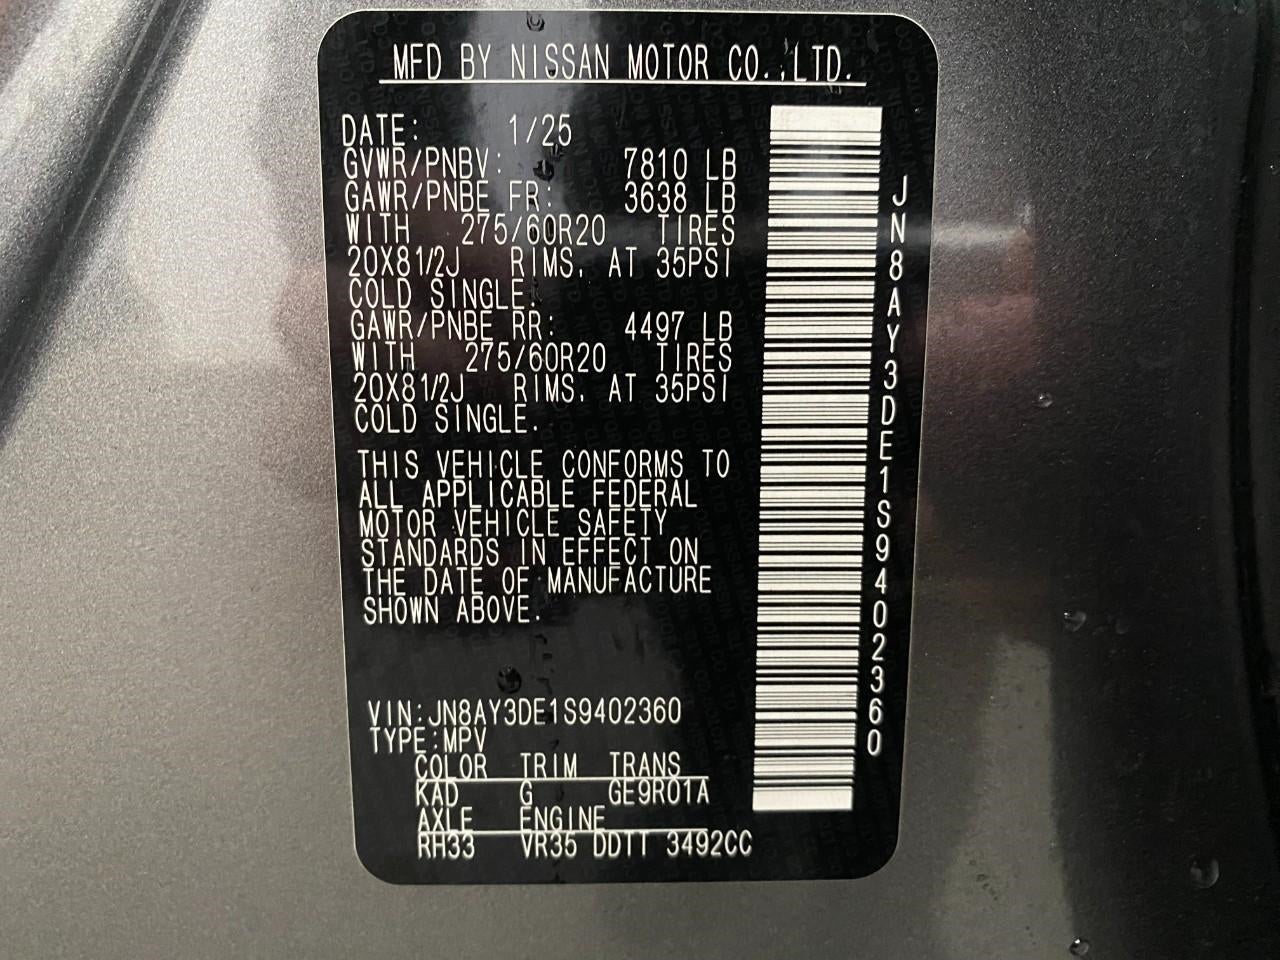 MFD BY NISSAN MOTOR CO.,LTD.
DATE: 1/25
GVWR/PNBV: 7810 LB
GAWR/PNBE FR: 3638 LB
WITH 275/60R20 TIRES
20X81/2J RIMS, AT 35PSI
COLD SINGLE.
GAWR/PNBE RR: 4497 LB
WITH 275/60R20 TIRES
20X81/2J RIMS, AT 35PSI
COLD SINGLE.
THIS VEHICLE CONFORMS TO
ALL APPLICABLE FEDERAL
MOTOR VEHICLE SAFETY
STANDARDS IN EFFECT ON
THE DATE OF MANUFACTURE
SHOWN ABOVE.
VIN:JN8AY3DE1S9402360
TYPE:MPV
COLOR TRIM TRANS
KAD G GE9R01A
AXLE ENGINE
RH33 VR35 DDTT 3492CC
JN8AY3DE1S9402360